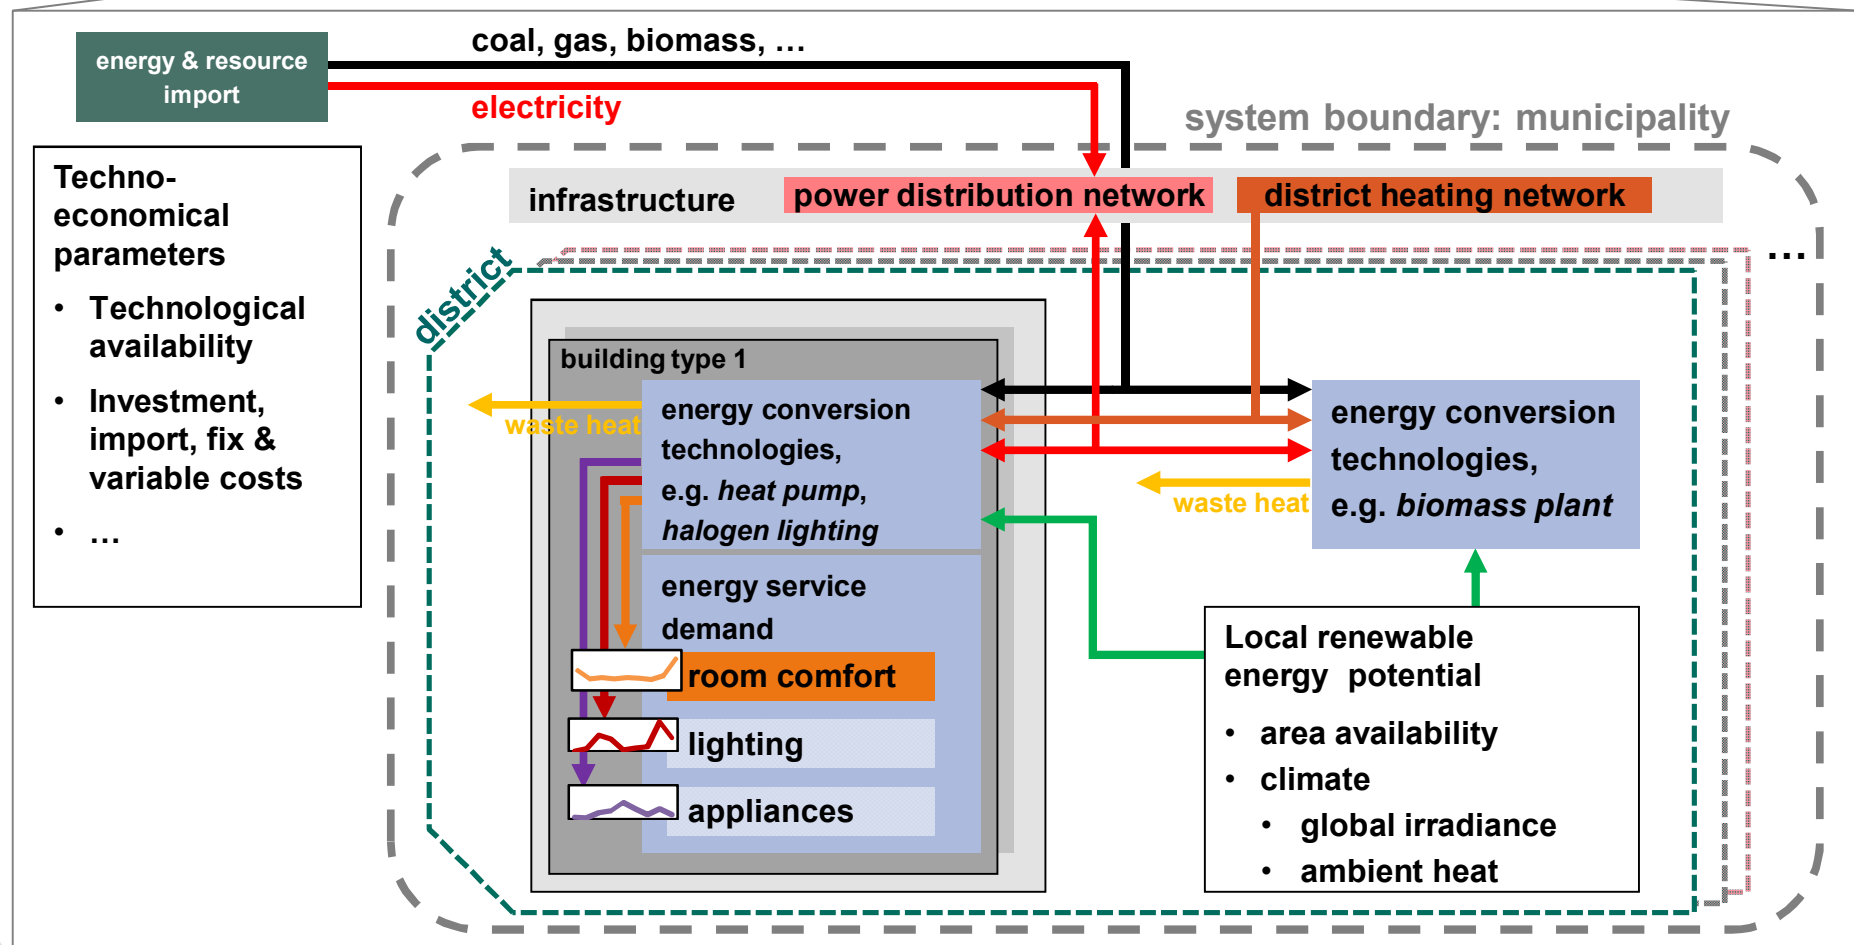 energy & resource
import
coal, gas, biomass, …
electricity
system boundary: municipality
Techno-
economical
parameters
• Technological
availability
• Investment,
import, fix &
variable costs
• …
infrastructure
power distribution network
district heating network
…
district
building type 1
energy conversion
technologies,
e.g. heat pump,
halogen lighting
waste heat
energy service
demand
room comfort
lighting
appliances
energy conversion
technologies,
e.g. biomass plant
waste heat
Local renewable
energy potential
• area availability
• climate
• global irradiance
• ambient heat